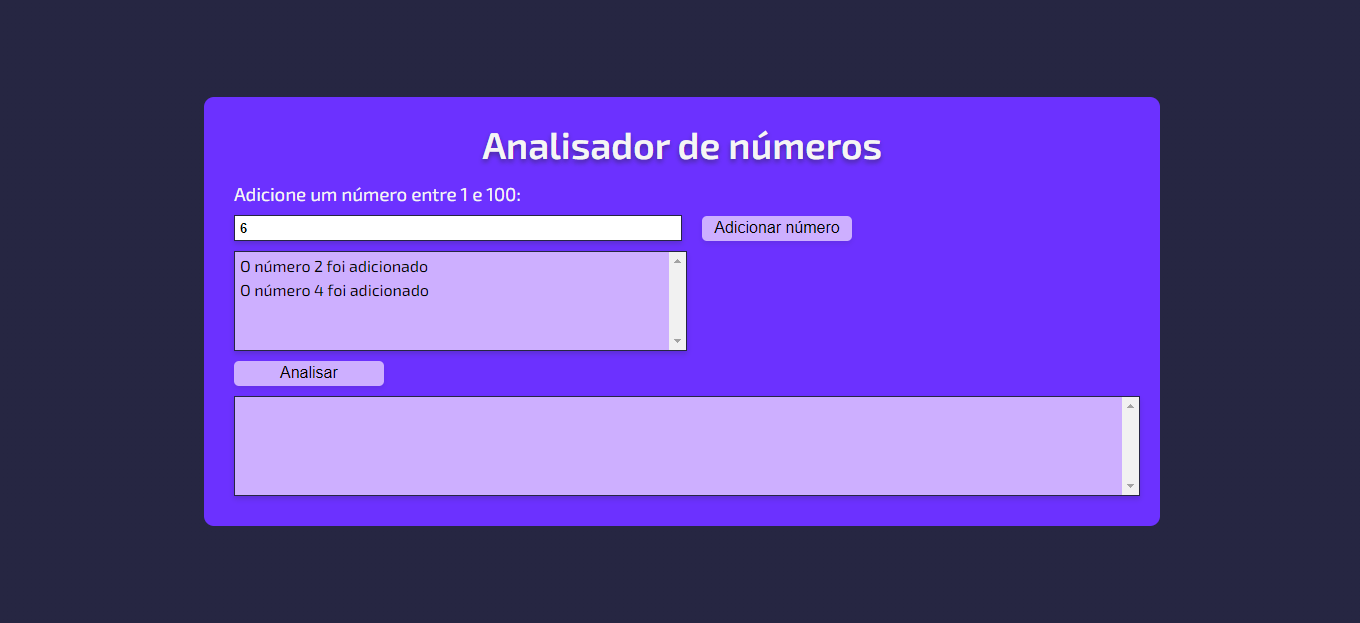 Analisador de números
Adicione um número entre 1 e 100:
6
Adicionar número
O número 2 foi adicionado
O número 4 foi adicionado
Analisar